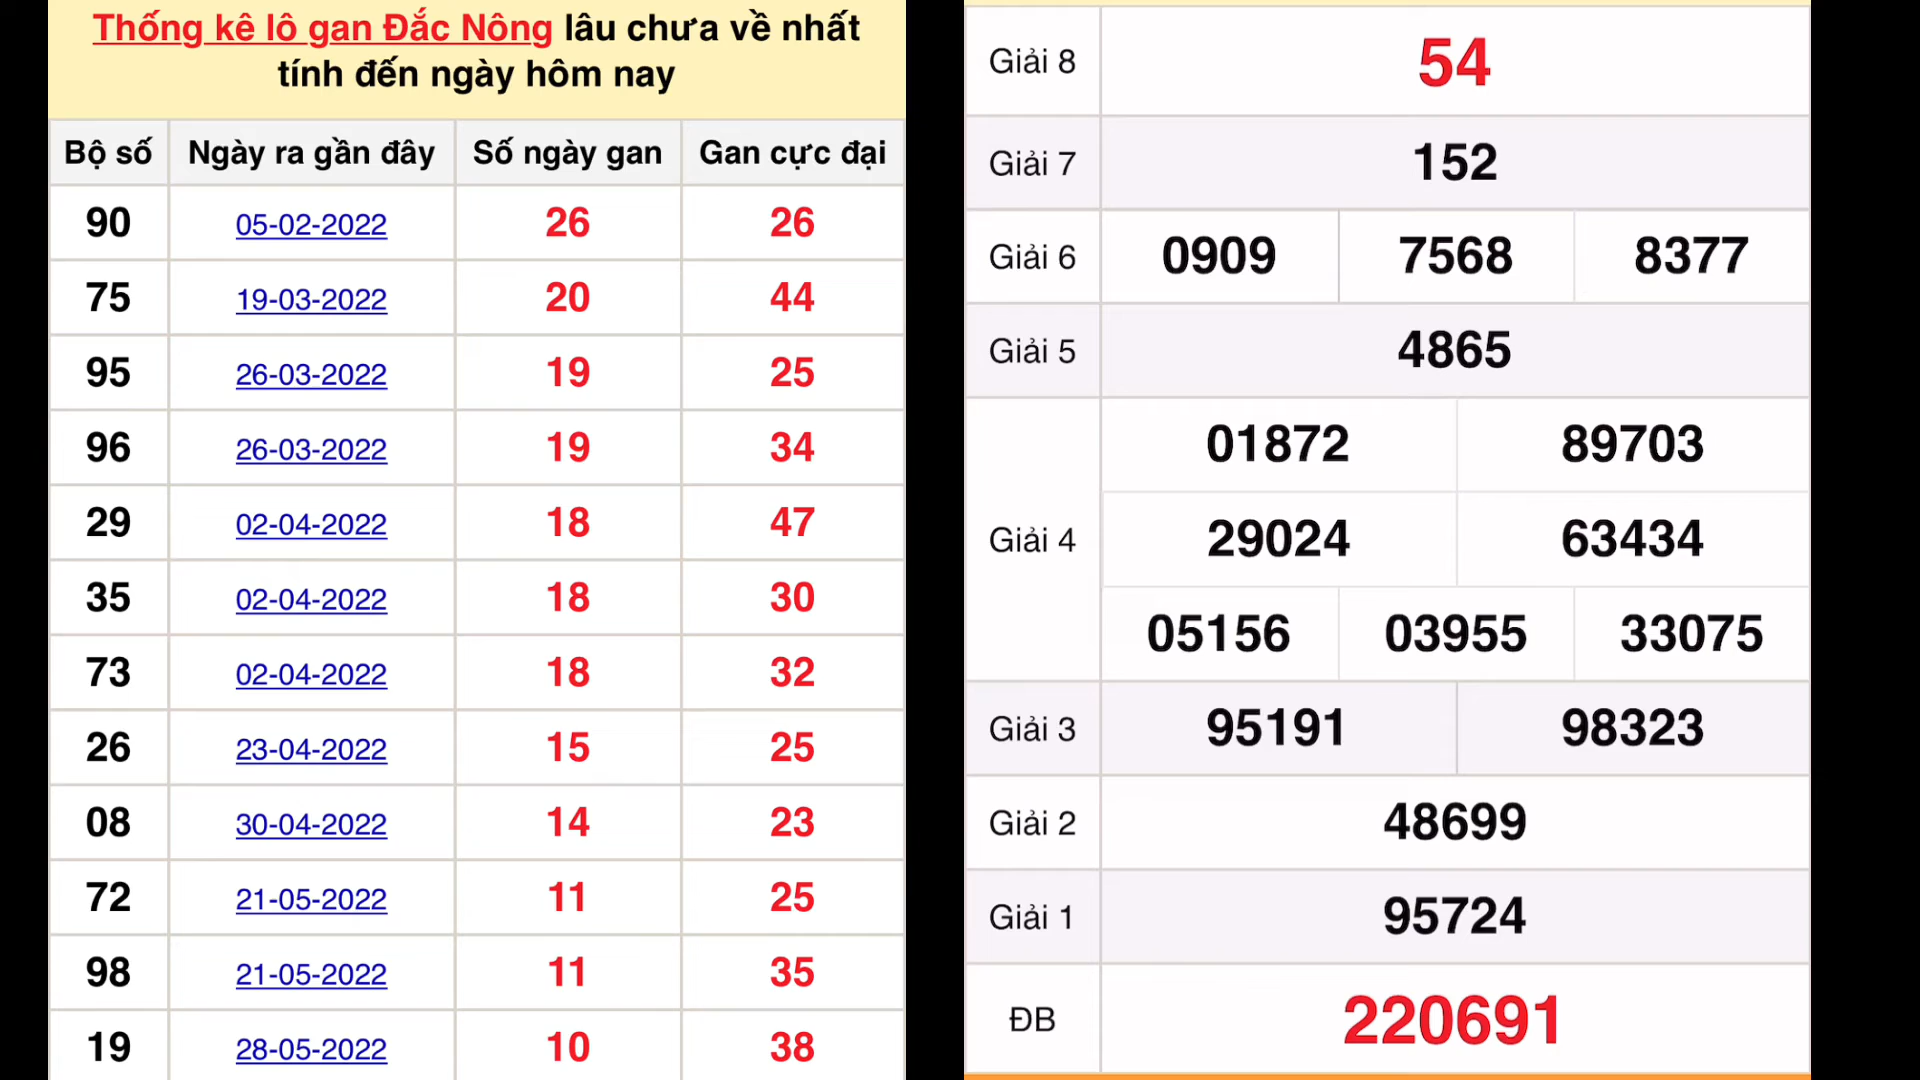 Thống kê lô gan Đắc Nông lâu chưa về nhất
tính đến ngày hôm nay
Bộ số Ngày ra gần đây Số ngày gan Gan cực đại
90 05-02-2022 26 26
75 19-03-2022 20 44
95 26-03-2022 19 25
96 26-03-2022 19 34
29 02-04-2022 18 47
35 02-04-2022 18 30
73 02-04-2022 18 32
26 23-04-2022 15 25
08 30-04-2022 14 23
72 21-05-2022 11 25
98 21-05-2022 11 35
19 28-05-2022 10 38
Giải 8 54
Giải 7 152
Giải 6 0909 7568 8377
Giải 5 4865
Giải 4
01872 89703
29024 63434
05156 03955 33075
Giải 3 95191 98323
Giải 2 48699
Giải 1 95724
ĐB 220691